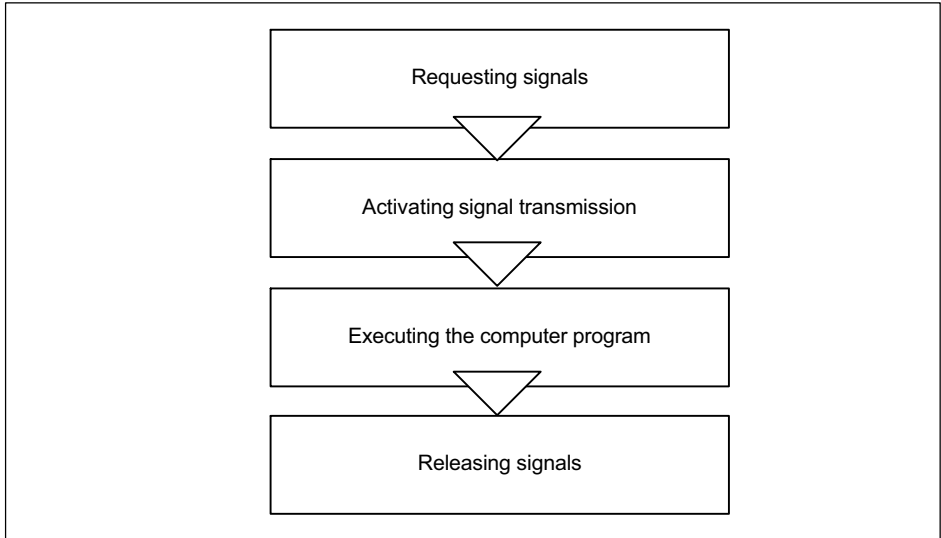 Requesting signals
Activating signal transmission
Executing the computer program
Releasing signals